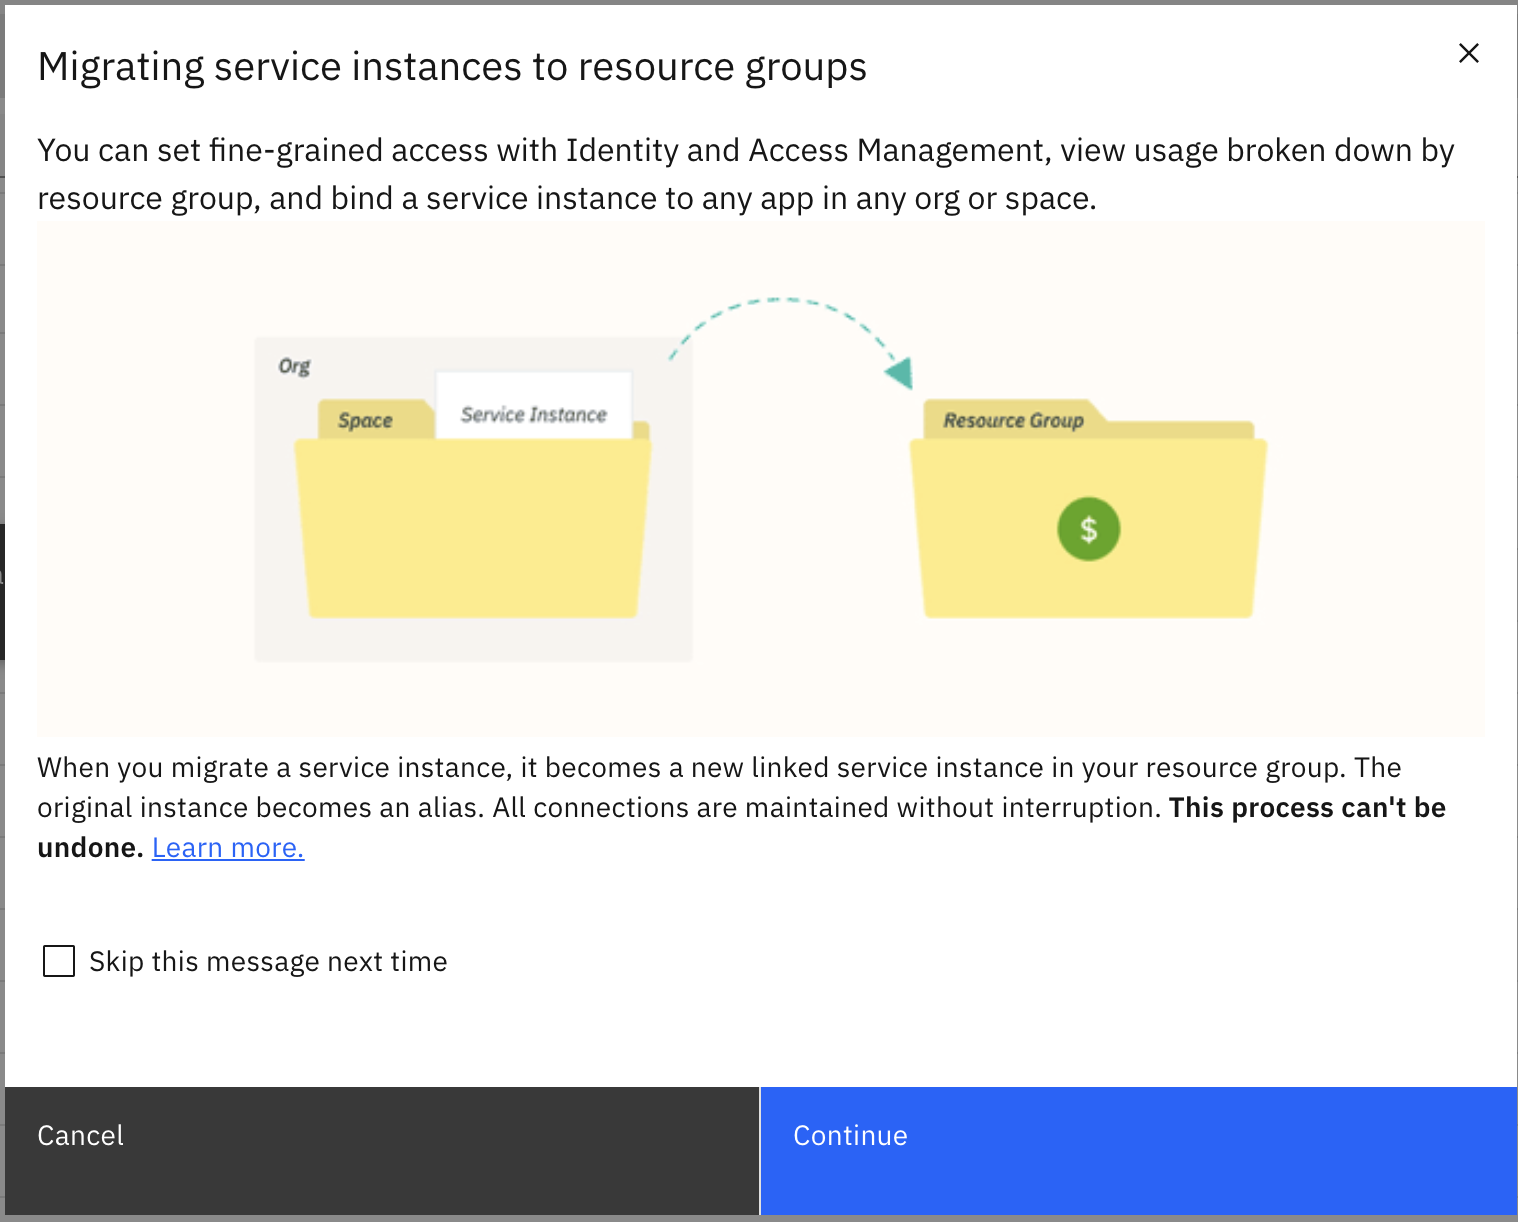 Migrating service instances to resource groups
You can set fine-grained access with Identity and Access Management, view usage broken down by
resource group, and bind a service instance to any app in any org or space.
Org
Space
Service Instance
Resource Group
$
When you migrate a service instance, it becomes a new linked service instance in your resource group. The
original instance becomes an alias. All connections are maintained without interruption. This process can't be
undone. Learn more.
Skip this message next time
Cancel
Continue